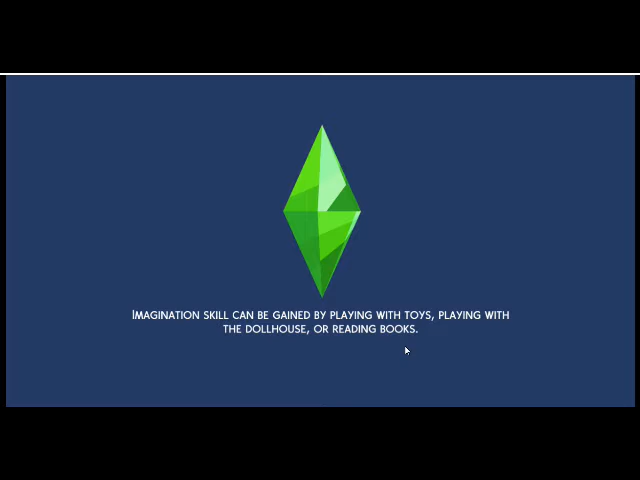 Imagination skill can be gained by playing with toys, playing with
the dollhouse, or reading books.